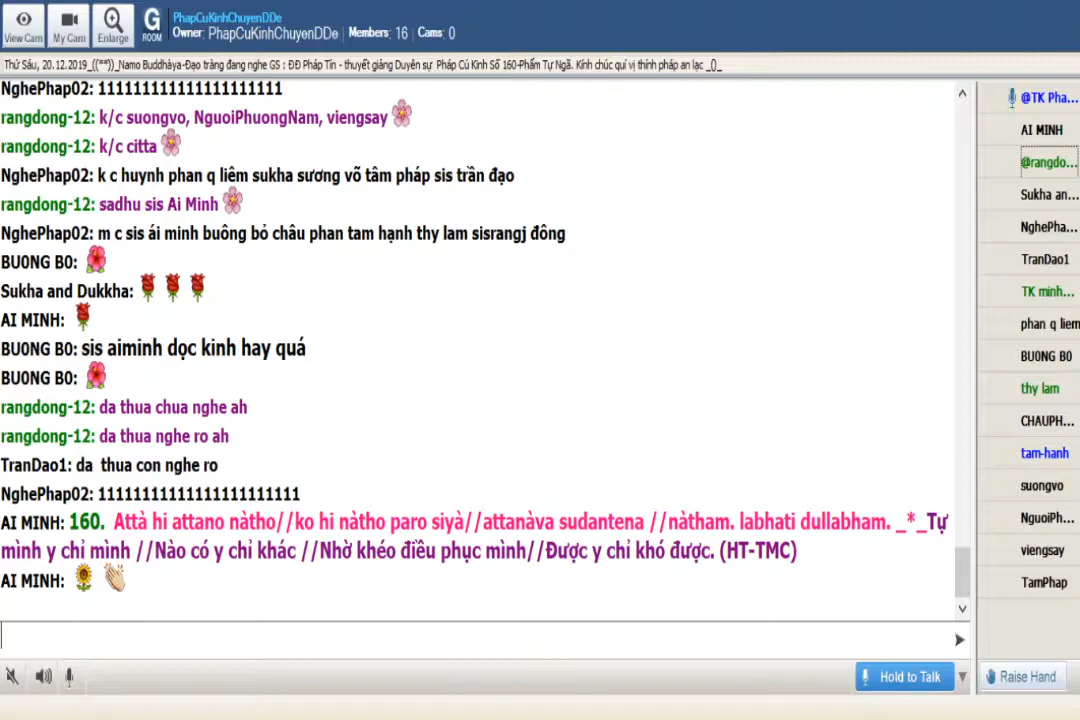 PhapCuKinhChuyenDDe
View Cam My Cam Enlarge G ROOM Owner: PhapCuKinhChuyenDDe Members: 16 Cams: 0
Thứ Sáu, 20.12.2019_((**))_Namo Buddhàya-Đạo tràng đang nghe GS : ĐĐ Pháp Tín - thuyết giảng Duyên sự Pháp Cú Kinh Số 160-Phẩm Tự Ngã. Kính chúc quí vị thính pháp an lạc _()_
NghePhap02: 111111111111111111111
rangdong-12: k/c suongvo, NguoiPhuongNam, viengsay
rangdong-12: k/c citta
NghePhap02: k c huynh phan q liêm sukha sương võ tâm pháp sis trần đạo
rangdong-12: sadhu sis Ai Minh
NghePhap02: m c sis ái minh buông bỏ châu phan tam hạnh thy lam sisrangj đông
BU0NG B0:
Sukha and Dukkha:
AI MINH:
BU0NG B0: sis aiminh dọc kinh hay quá
BU0NG B0:
rangdong-12: da thua chua nghe ah
rangdong-12: da thua nghe ro ah
TranDao1: da thua con nghe ro
NghePhap02: 11111111111111111111111
AI MINH: 160. Attà hi attano nàtho//ko hi nàtho paro siyà//attanàva sudantena //nàtham. labhati dullabham. _*_Tự
mình y chỉ mình //Nào có y chỉ khác //Nhờ khéo điều phục mình//Được y chỉ khó được. (HT-TMC)
AI MINH:
@TK Pha...
AI MINH
@rangdo...
Sukha an...
NghePha...
TranDao1
TK minh...
phan q liem
BU0NG B0
thy lam
CHAUPH...
tam-hanh
suongvo
NguoiPh...
viengsay
TamPhap
Hold to Talk
Raise Hand